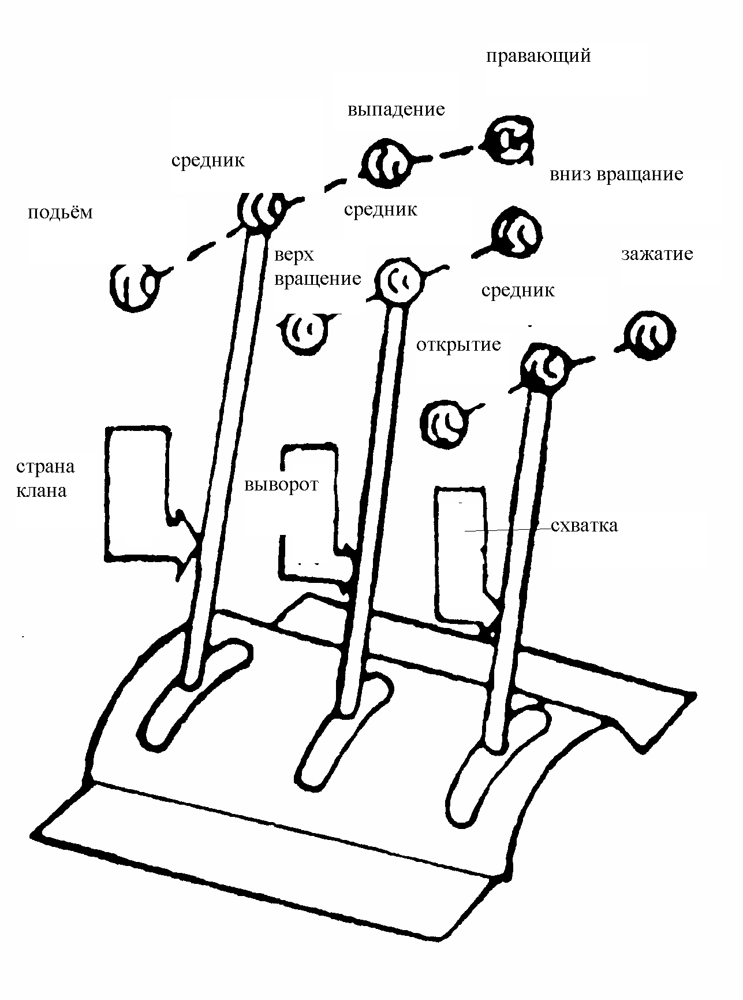 правающий
выпадение
средник
вниз вращание
средник
подьём
верх
вращение
зажатие
средник
открытие
страна
клана
выворот
схватка